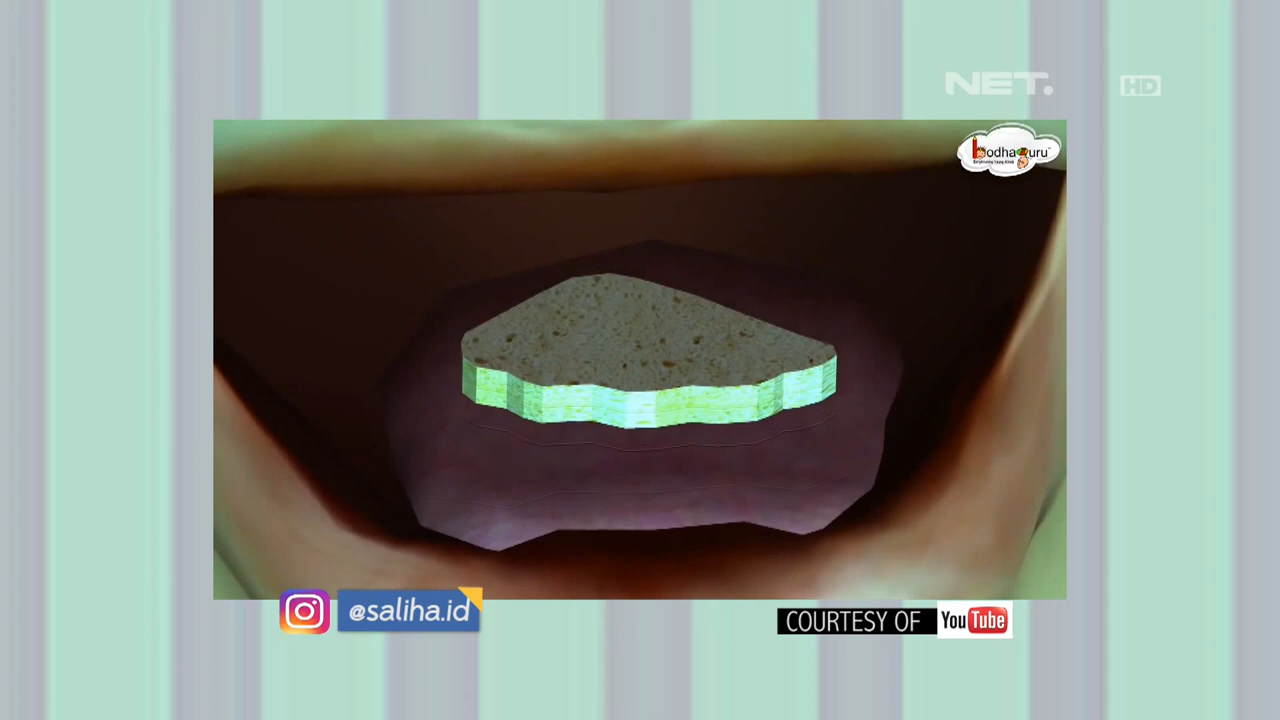 NET.
HD
bodhaguru
@saliha.id
COURTESY OF YouTube